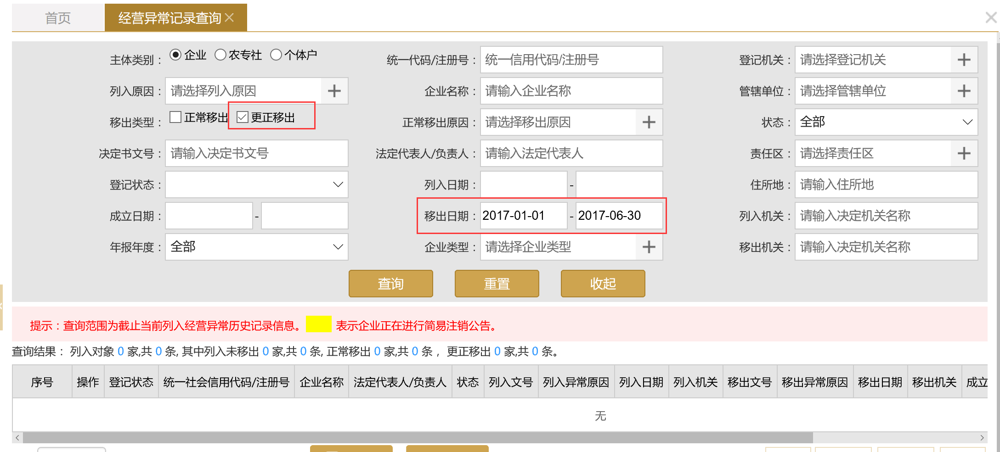 首页 经营异常记录查询
主体类别： 企业 农专社 个体户 统一代码/注册号： 统一信用代码/注册号 登记机关： 请选择登记机关
列入原因： 请选择列入原因 企业名称： 请输入企业名称 管辖单位： 请选择管辖单位
移出类型： 正常移出 更正移出 正常移出原因： 请选择移出原因 状态： 全部
决定书文号： 请输入决定书文号 法定代表人/负责人： 请输入法定代表人 责任区： 请选择责任区
登记状态： 列入日期： - 住所地： 请输入住所地
成立日期： - 移出日期： 2017-01-01 - 2017-06-30 列入机关： 请输入决定机关名称
年报年度： 全部 企业类型： 请选择企业类型 移出机关： 请输入决定机关名称
查询 重置 收起
提示：查询范围为截止当前列入经营异常历史记录信息。 表示企业正在进行简易注销公告。
查询结果： 列入对象 0 家,共 0 条, 其中列入未移出 0 家,共 0 条, 正常移出 0 家,共 0 条， 更正移出 0 家,共 0 条。
序号 操作 登记状态 统一社会信用代码/注册号 企业名称 法定代表人/负责人 状态 列入文号 列入异常原因 列入日期 列入机关 移出文号 移出异常原因 移出日期 移出机关 成立
无